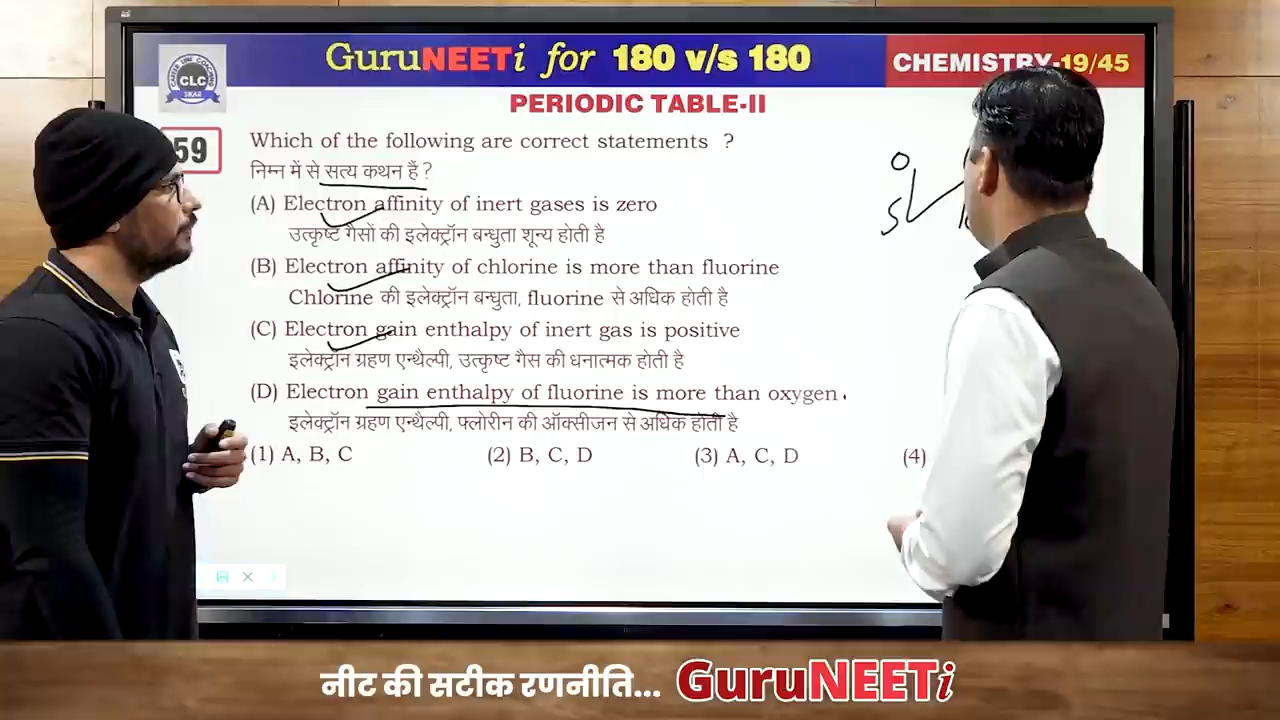 GuruNEETi for 180 v/s 180
CHEMISTRY-19/45
CLC
SIKAR
PERIODIC TABLE-II
59
Which of the following are correct statements ?
निम्न में से सत्य कथन हैं ?
(A) Electron affinity of inert gases is zero
उत्कृष्ट गैसों की इलेक्ट्रॉन बन्धुता शून्य होती है
(B) Electron affinity of chlorine is more than fluorine
Chlorine की इलेक्ट्रॉन बन्धुता, fluorine से अधिक होती है
(C) Electron gain enthalpy of inert gas is positive
इलेक्ट्रॉन ग्रहण एन्थैल्पी, उत्कृष्ट गैस की धनात्मक होती है
(D) Electron gain enthalpy of fluorine is more than oxygen.
इलेक्ट्रॉन ग्रहण एन्थैल्पी, फ्लोरीन की ऑक्सीजन से अधिक होती है
(1) A, B, C (2) B, C, D (3) A, C, D (4)
O
S
नीट की सटीक रणनीति... GuruNEETi